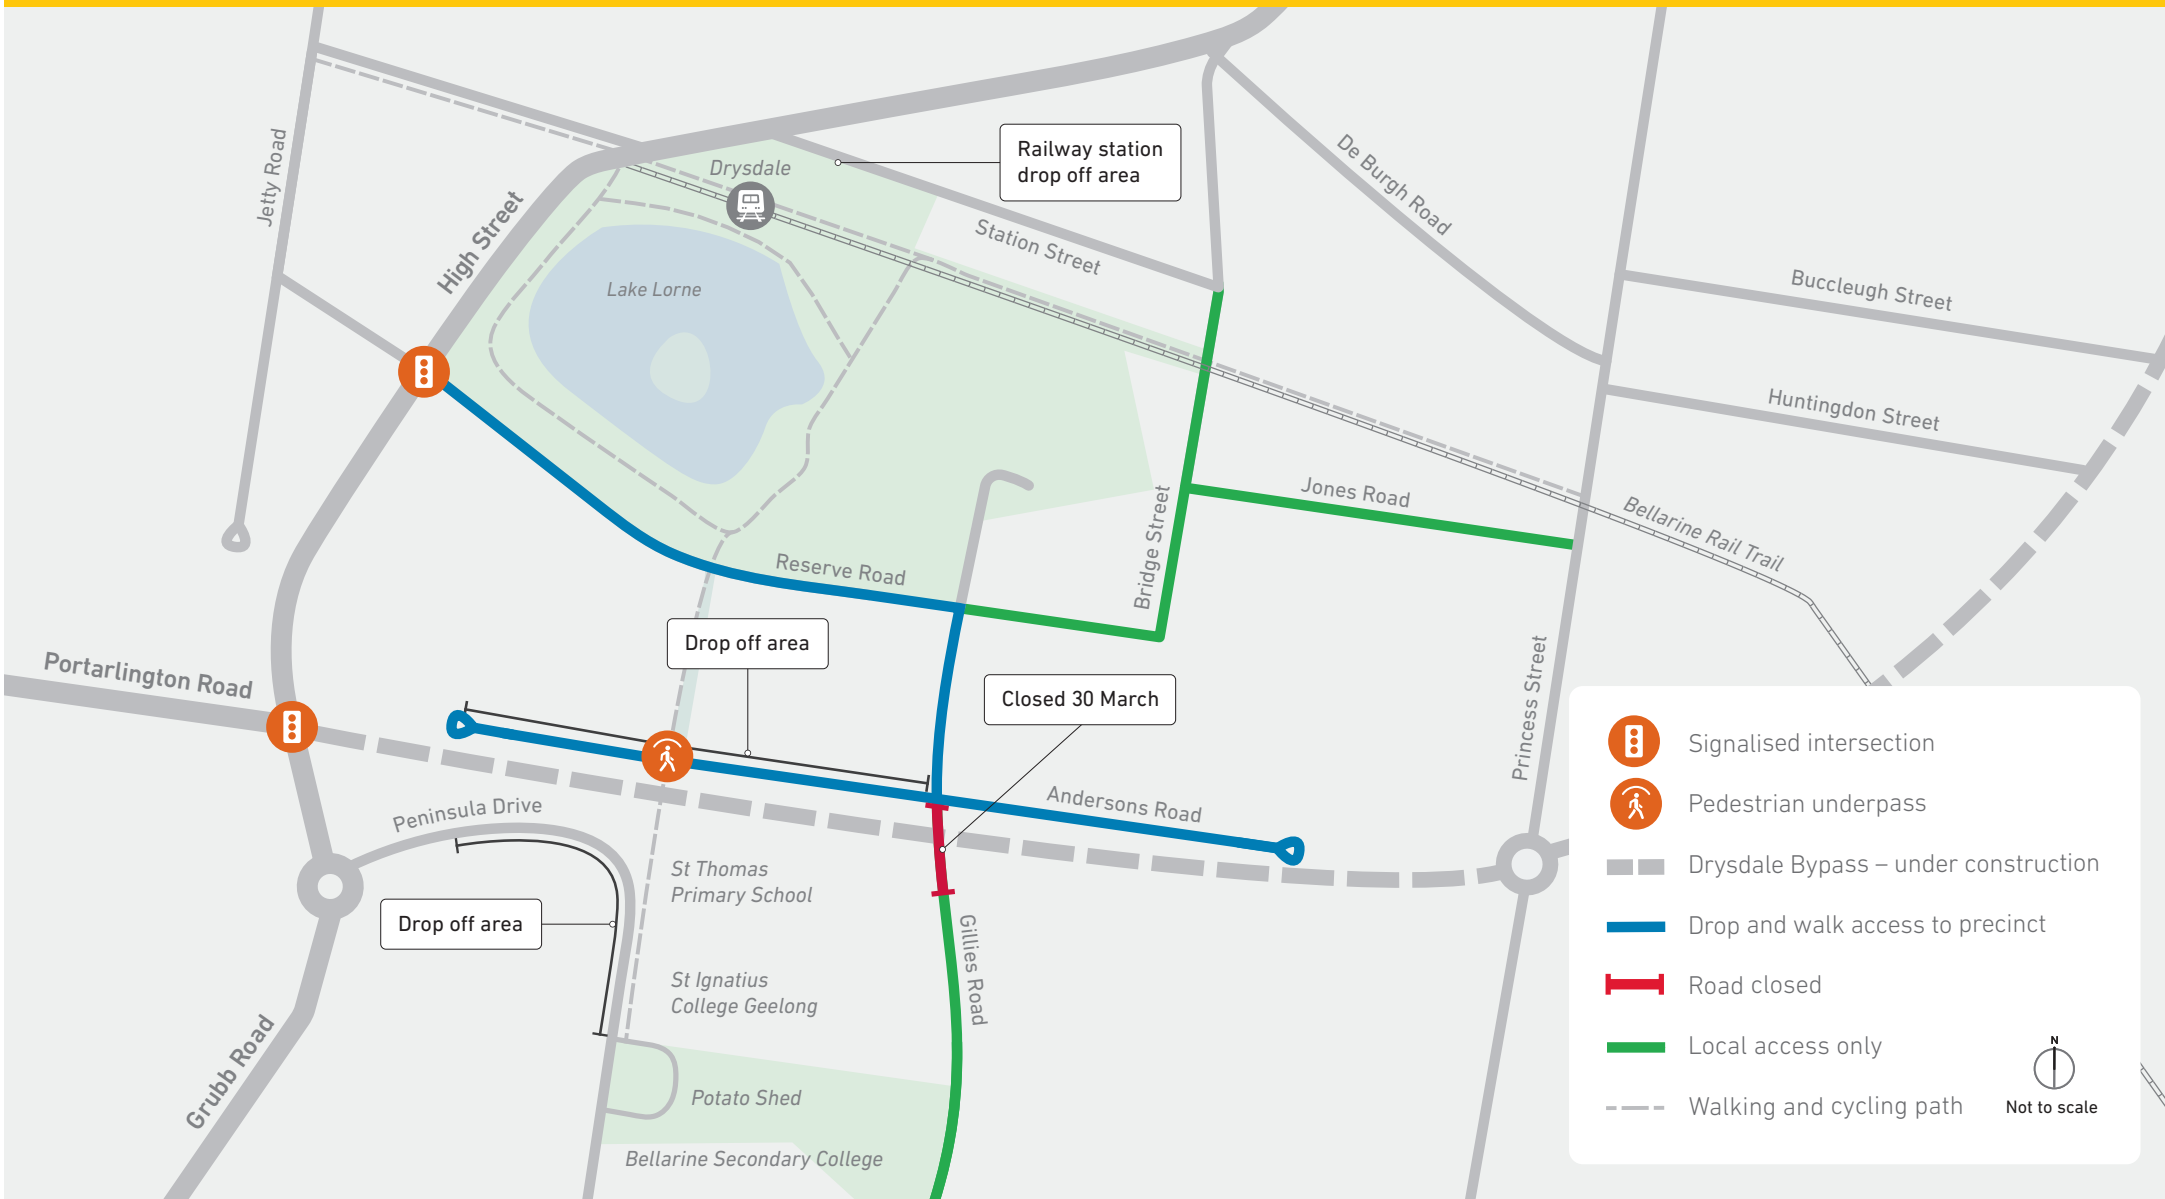 Railway station
drop off area
Drysdale
Jetty Road
High Street
De Burgh Road
Station Street
Lake Lorne
Buccleugh Street
Huntingdon Street
Jones Road
Bridge Street
Bellarine Rail Trail
Reserve Road
Drop off area
Portarlington Road
Closed 30 March
Princess Street
Andersons Road
Peninsula Drive
St Thomas
Primary School
Drop off area
Gillies Road
St Ignatius
College Geelong
Grubb Road
Potato Shed
Bellarine Secondary College
Signalised intersection
Pedestrian underpass
Drysdale Bypass – under construction
Drop and walk access to precinct
Road closed
Local access only
Walking and cycling path
N
Not to scale